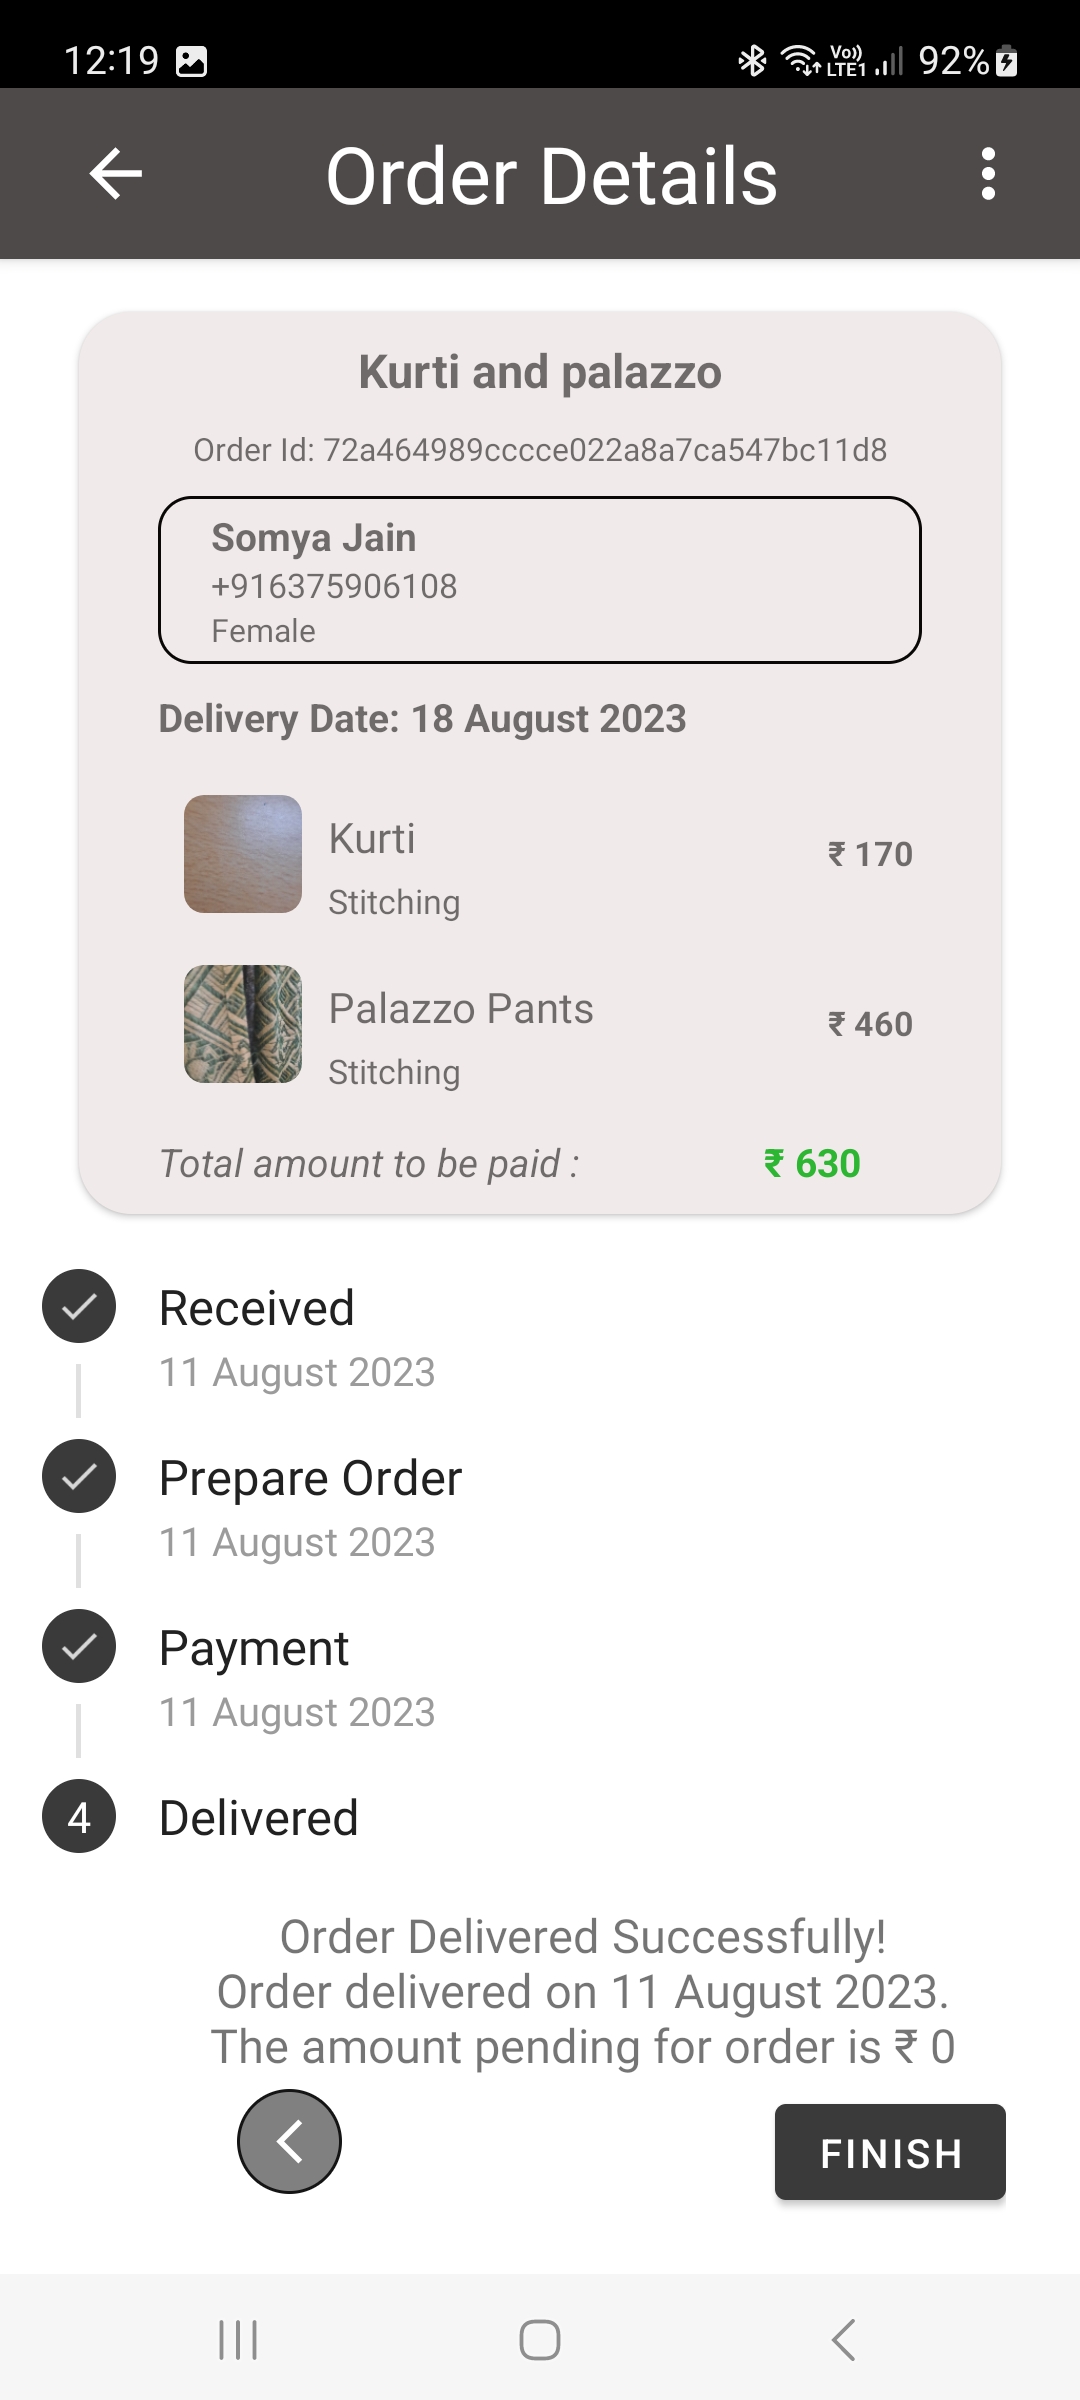 12:19
Vo)) LTE1 92%
Order Details
Kurti and palazzo
Order Id: 72a464989cccce022a8a7ca547bc11d8
Somya Jain
+916375906108
Female
Delivery Date: 18 August 2023
Kurti
₹ 170
Stitching
Palazzo Pants
₹ 460
Stitching
Total amount to be paid : ₹ 630
Received
11 August 2023
Prepare Order
11 August 2023
Payment
11 August 2023
4 Delivered
Order Delivered Successfully!
Order delivered on 11 August 2023.
The amount pending for order is ₹ 0
FINISH